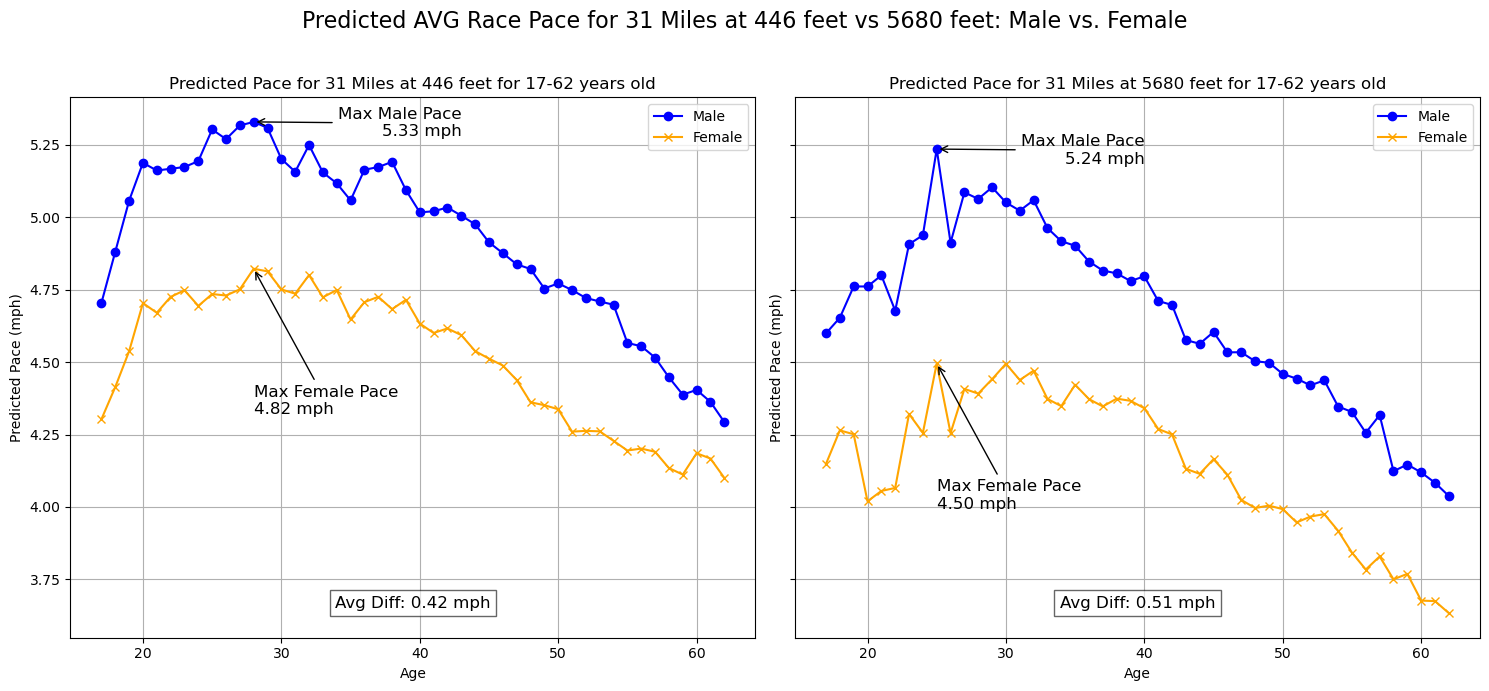 Predicted AVG Race Pace for 31 Miles at 446 feet vs 5680 feet: Male vs. Female
Predicted Pace for 31 Miles at 446 feet for 17-62 years old
Predicted Pace (mph)
5.25
5.00
4.75
4.50
4.25
4.00
3.75
Max Male Pace
5.33 mph
Male
Female
Max Female Pace
4.82 mph
Avg Diff: 0.42 mph
20
30
40
50
60
Age
Predicted Pace for 31 Miles at 5680 feet for 17-62 years old
Predicted Pace (mph)
Max Male Pace
5.24 mph
Male
Female
Max Female Pace
4.50 mph
Avg Diff: 0.51 mph
20
30
40
50
60
Age